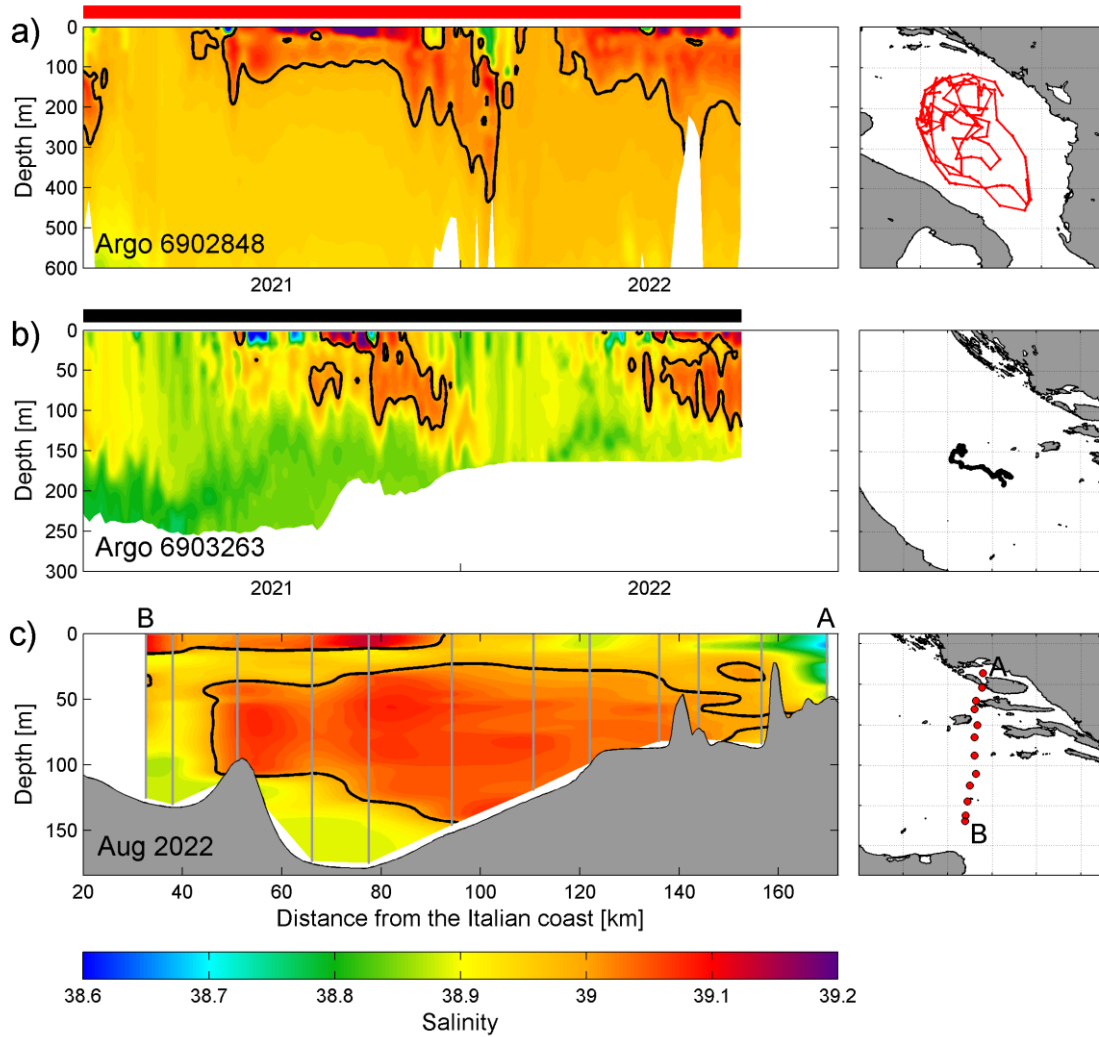 a)
0
100
200
300
400
500
600
Depth [m]
Argo 6902848
2021 2022
b)
0
50
100
150
200
250
300
Depth [m]
Argo 6903263
2021 2022
B A
c)
0
50
100
150
Depth [m]
Aug 2022
20 40 60 80 100 120 140 160
Distance from the Italian coast [km]
A
B
38.6 38.7 38.8 38.9 39 39.1 39.2
Salinity